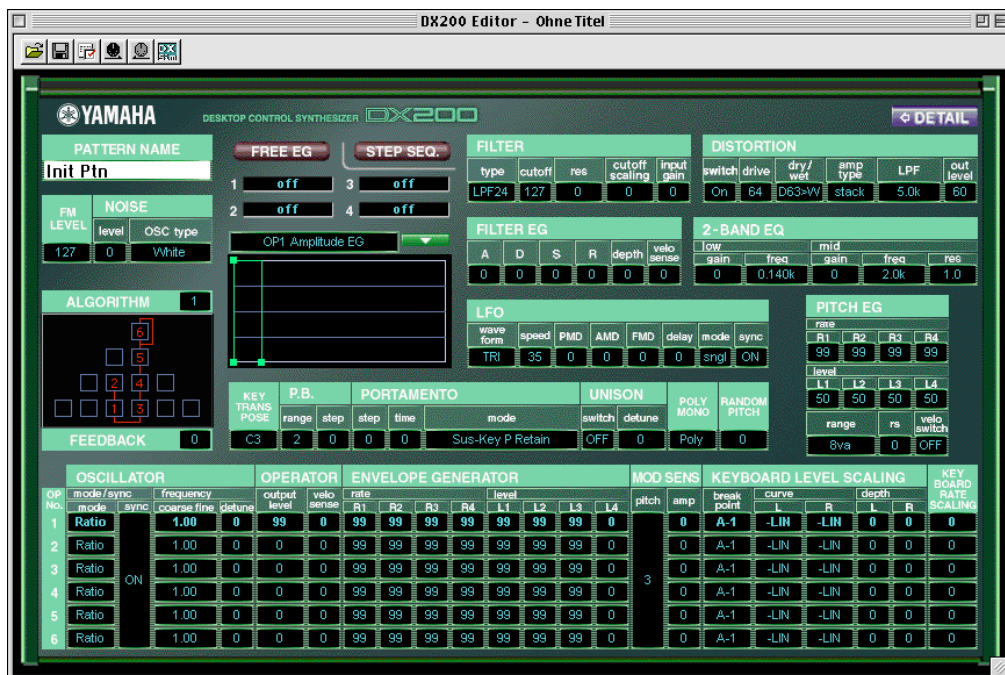 DX200 Editor - Ohne Titel
YAMAHA DESKTOP CONTROL SYNTHESIZER DX200
DETAIL
PATTERN NAME
Init Ptn
FREE EG STEP SEQ.
1 off 3 off
2 off 4 off
FILTER
type cutoff res cutoff scaling input gain
LPF24 127 0 0 0
DISTORTION
switch drive dry/wet amp type LPF out level
On 64 D63>W stack 5.0k 60
FM LEVEL NOISE
level OSC type
127 0 White
OP1 Amplitude EG
FILTER EG
A D S R depth velo sense
0 0 0 0 0 0
2-BAND EQ
low mid
gain freq gain freq res
0 0.140k 0 2.0k 1.0
ALGORITHM 1
6
5
2 4
1 3
FEEDBACK 0
LFO
wave form speed PMD AMD FMD delay mode sync
TRI 35 0 0 0 0 sngl ON
PITCH EG
rate
R1 R2 R3 R4
99 99 99 99
level
L1 L2 L3 L4
50 50 50 50
range rs velo switch
8va 0 OFF
KEY TRANS POSE P.B. PORTAMENTO UNISON POLY MONO RANDOM PITCH
range step step time mode switch detune
C3 2 0 0 0 Sus-Key P Retain OFF 0 Poly 0
OSCILLATOR OPERATOR ENVELOPE GENERATOR MOD SENS KEYBOARD LEVEL SCALING KEY BOARD RATE SCALING
OP No. mode/sync frequency output level velo sense rate level pitch amp break point curve depth
mode sync coarse fine detune R1 R2 R3 R4 L1 L2 L3 L4 L R L R
1 Ratio 1.00 0 99 0 99 99 99 99 99 99 99 0 0 A-1 -LIN -LIN 0 0 0
2 Ratio 1.00 0 0 0 99 99 99 99 99 99 99 0 0 A-1 -LIN -LIN 0 0 0
3 Ratio 1.00 0 0 0 99 99 99 99 99 99 99 0 0 A-1 -LIN -LIN 0 0 0
ON 3
4 Ratio 1.00 0 0 0 99 99 99 99 99 99 99 0 0 A-1 -LIN -LIN 0 0 0
5 Ratio 1.00 0 0 0 99 99 99 99 99 99 99 0 0 A-1 -LIN -LIN 0 0 0
6 Ratio 1.00 0 0 0 99 99 99 99 99 99 99 0 0 A-1 -LIN -LIN 0 0 0